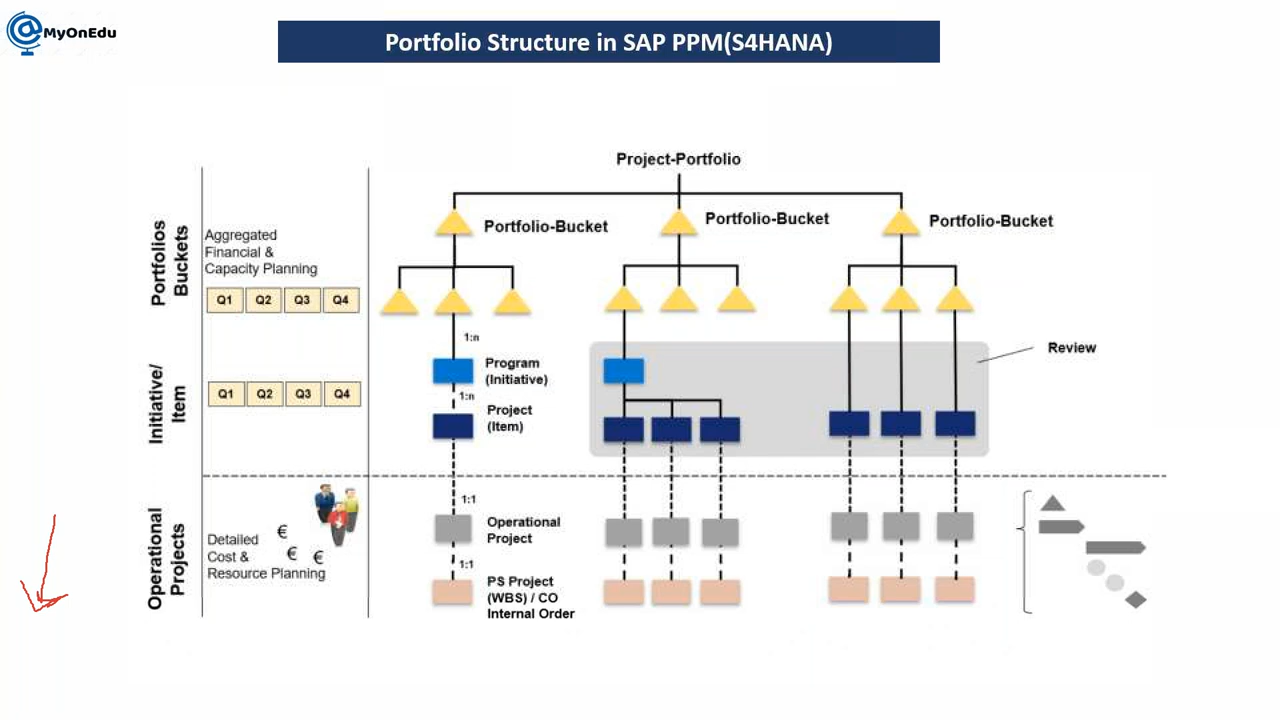 MyOnEdu
Portfolio Structure in SAP PPM(S4HANA)
Project-Portfolio
Portfolio-Bucket
Portfolio-Bucket
Portfolio-Bucket
Portfolios
Buckets
Aggregated
Financial &
Capacity Planning
Q1 Q2 Q3 Q4
1:n
Review
Initiative/
Item
Q1 Q2 Q3 Q4
Program
(Initiative)
1:n
Project
(Item)
Operational
Projects
Detailed
Cost &
Resource Planning
€
€ €
1:1
Operational
Project
1:1
PS Project
(WBS) / CO
Internal Order